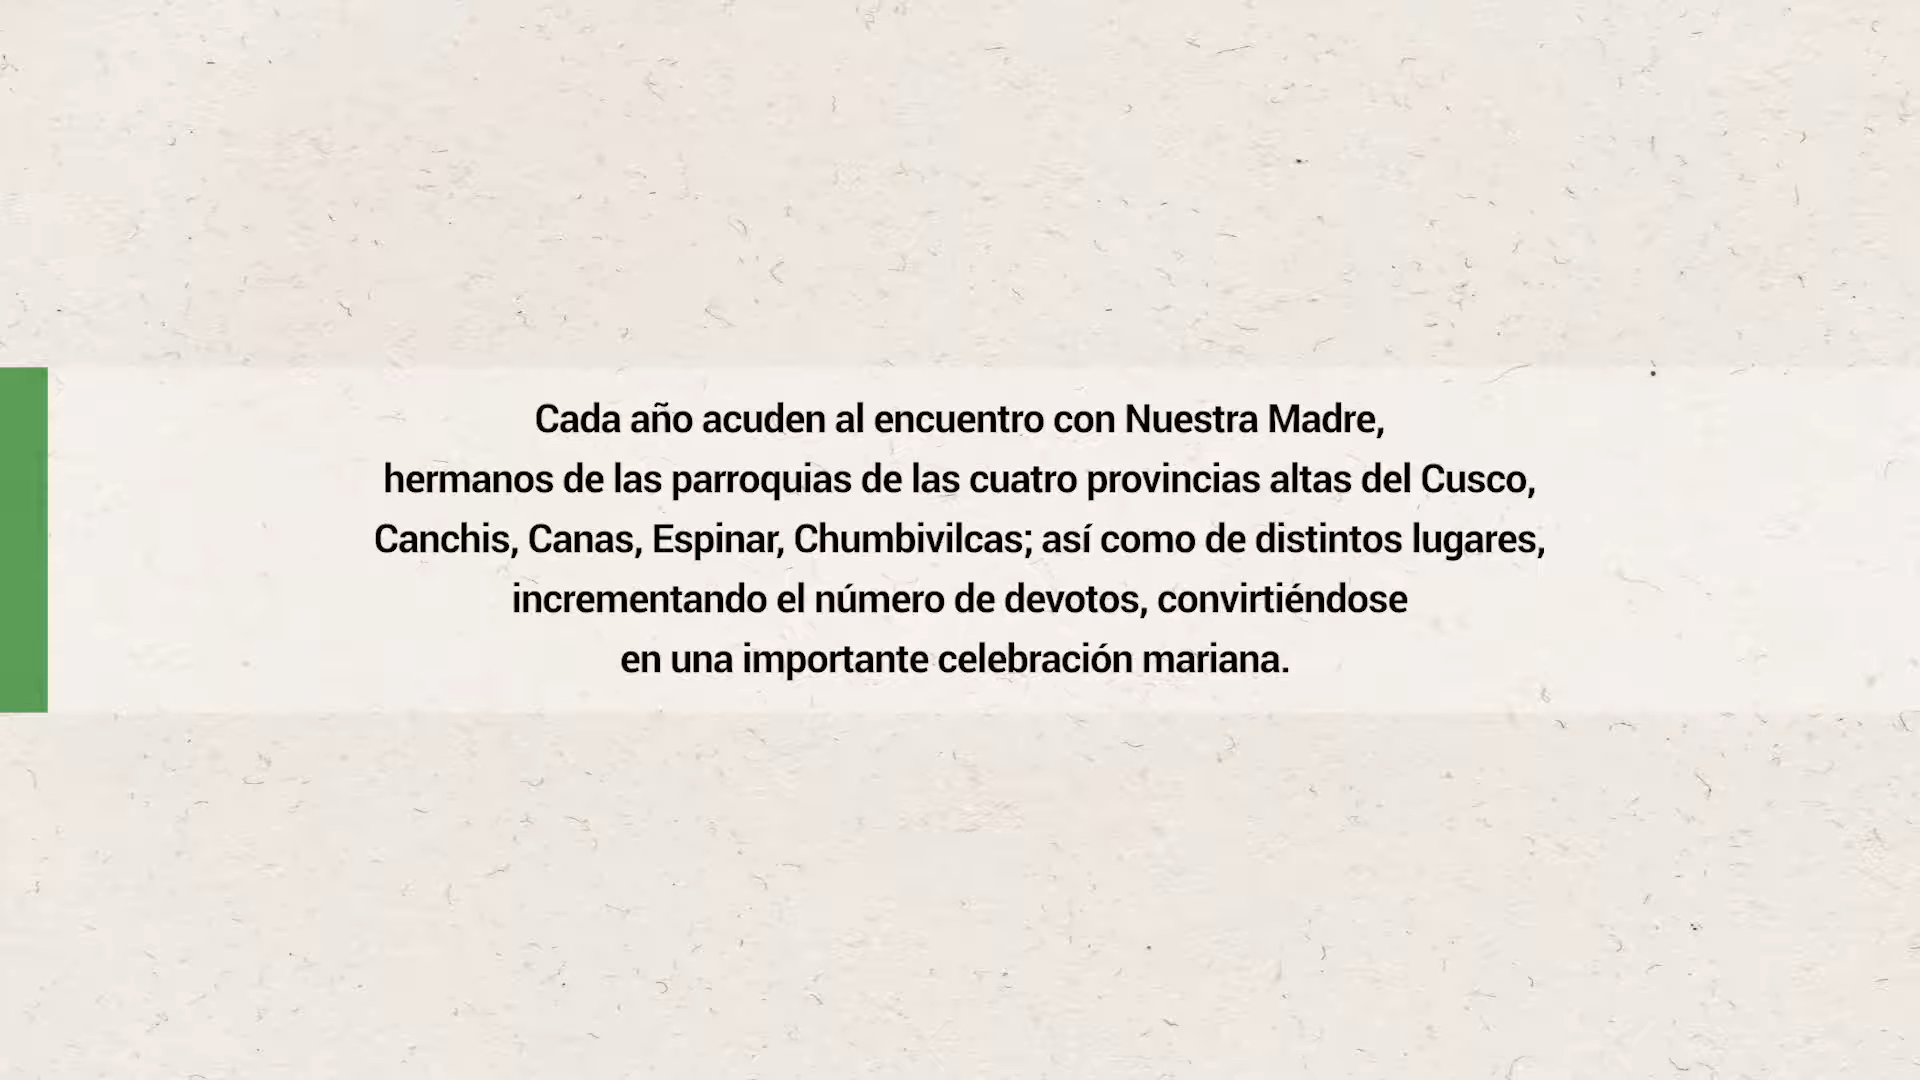 Cada año acuden al encuentro con Nuestra Madre,
hermanos de las parroquias de las cuatro provincias altas del Cusco,
Canchis, Canas, Espinar, Chumbivilcas; así como de distintos lugares,
incrementando el número de devotos, convirtiéndose
en una importante celebración mariana.